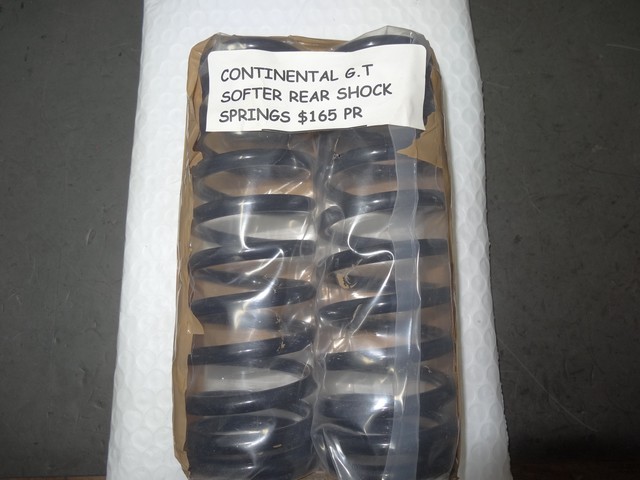 CONTINENTAL G.T
SOFTER REAR SHOCK
SPRINGS $165 PR